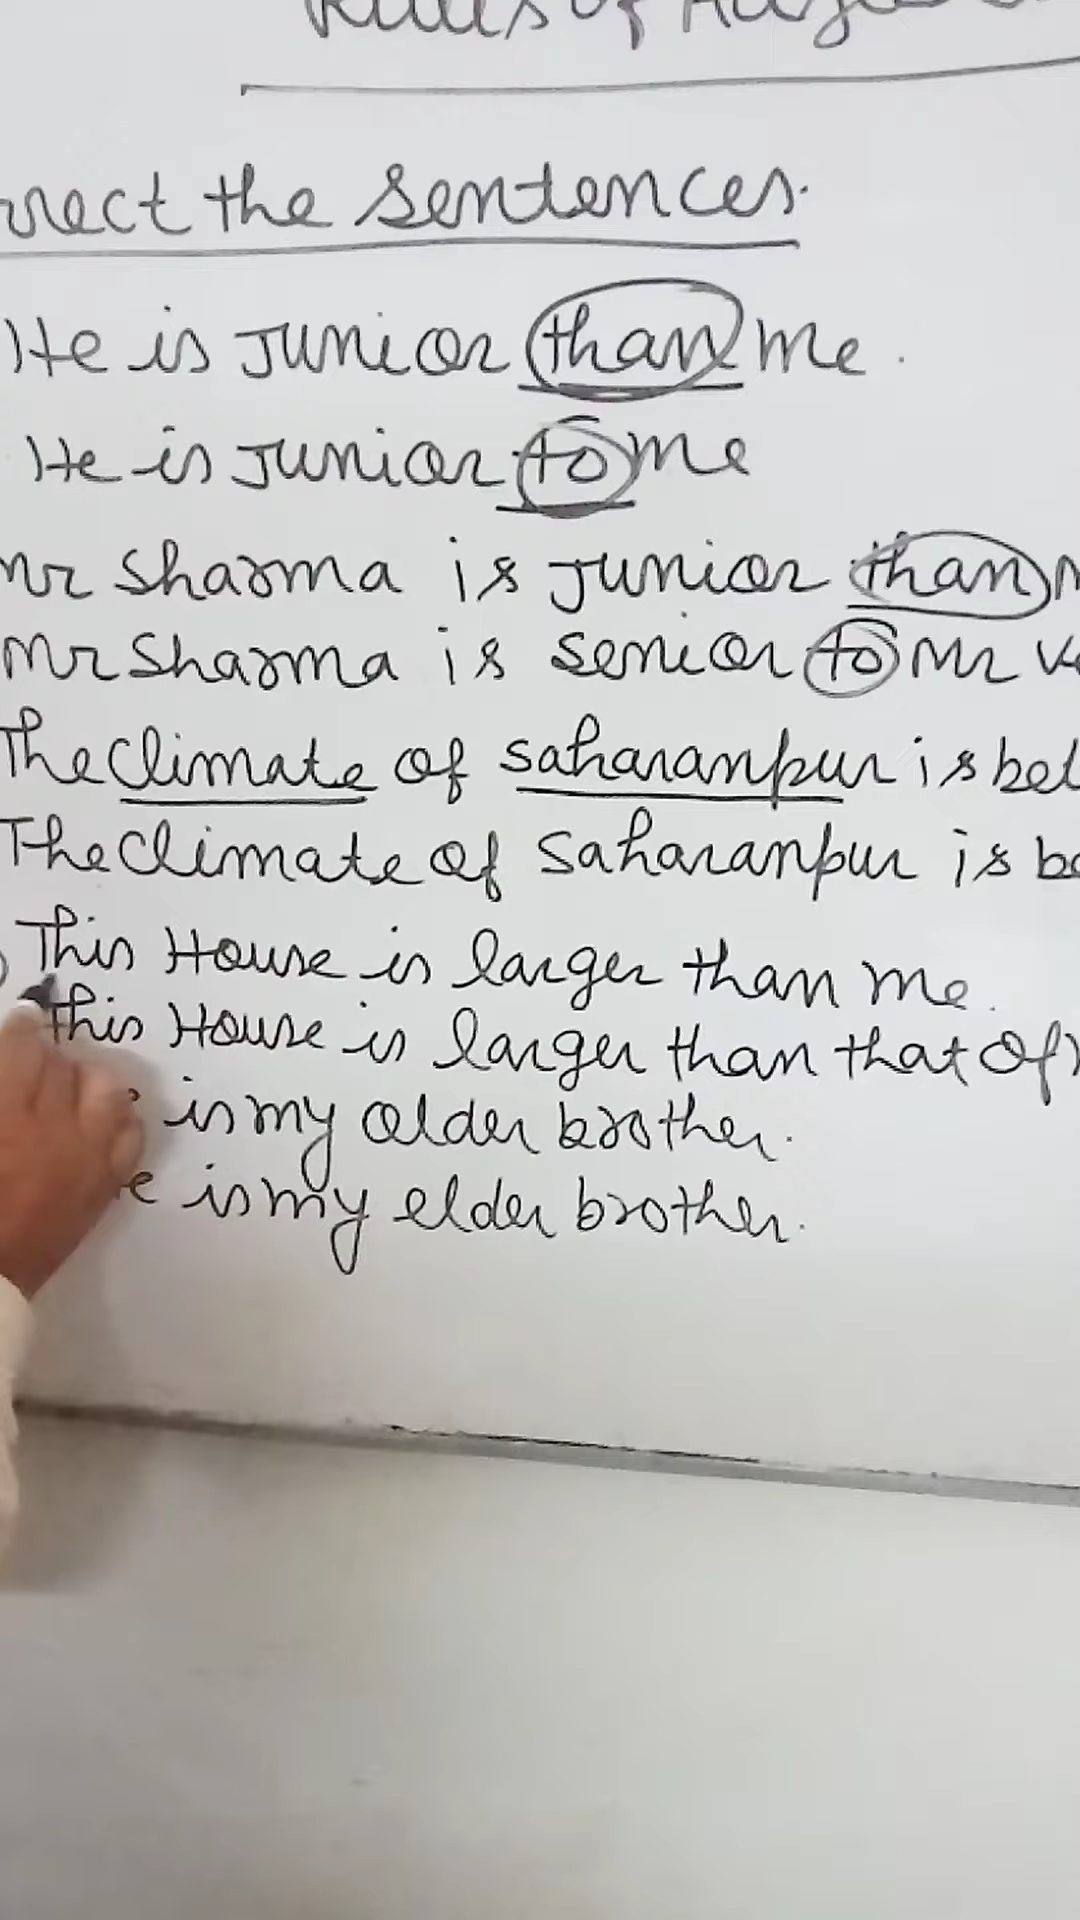 Rules of
the sentences.
He is Junior than me.
He is Junior to me
Mr Sharma is Junior than
Mr Sharma is senior to Mr
The climate of saharanpur is
The climate of saharanpur is
This House is larger than me.
This House is larger than that of
is my older brother.
is my elder brother.